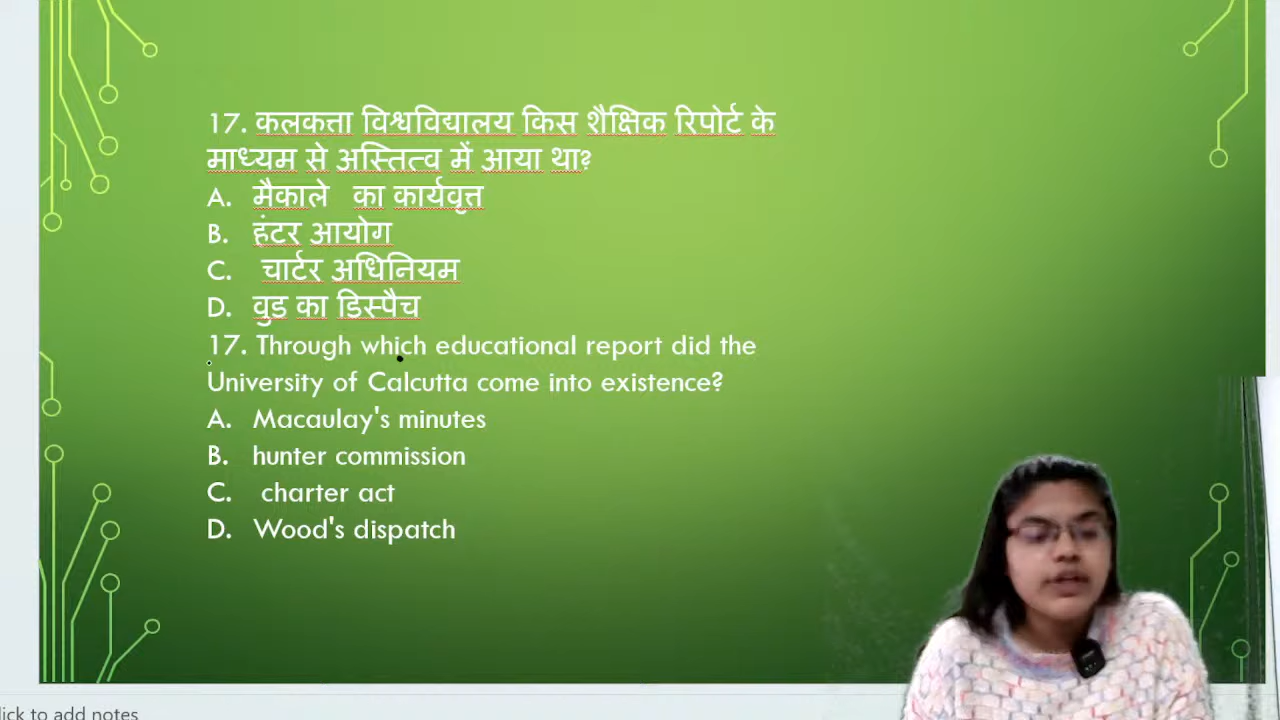 17. कलकत्ता विश्वविद्यालय किस शैक्षिक रिपोर्ट के
माध्यम से अस्तित्व में आया था?
A. मैकाले का कार्यवृत्त
B. हंटर आयोग
C. चार्टर अधिनियम
D. वुड का डिस्पैच
17. Through which educational report did the
University of Calcutta come into existence?
A. Macaulay's minutes
B. hunter commission
C. charter act
D. Wood's dispatch
lick to add notes